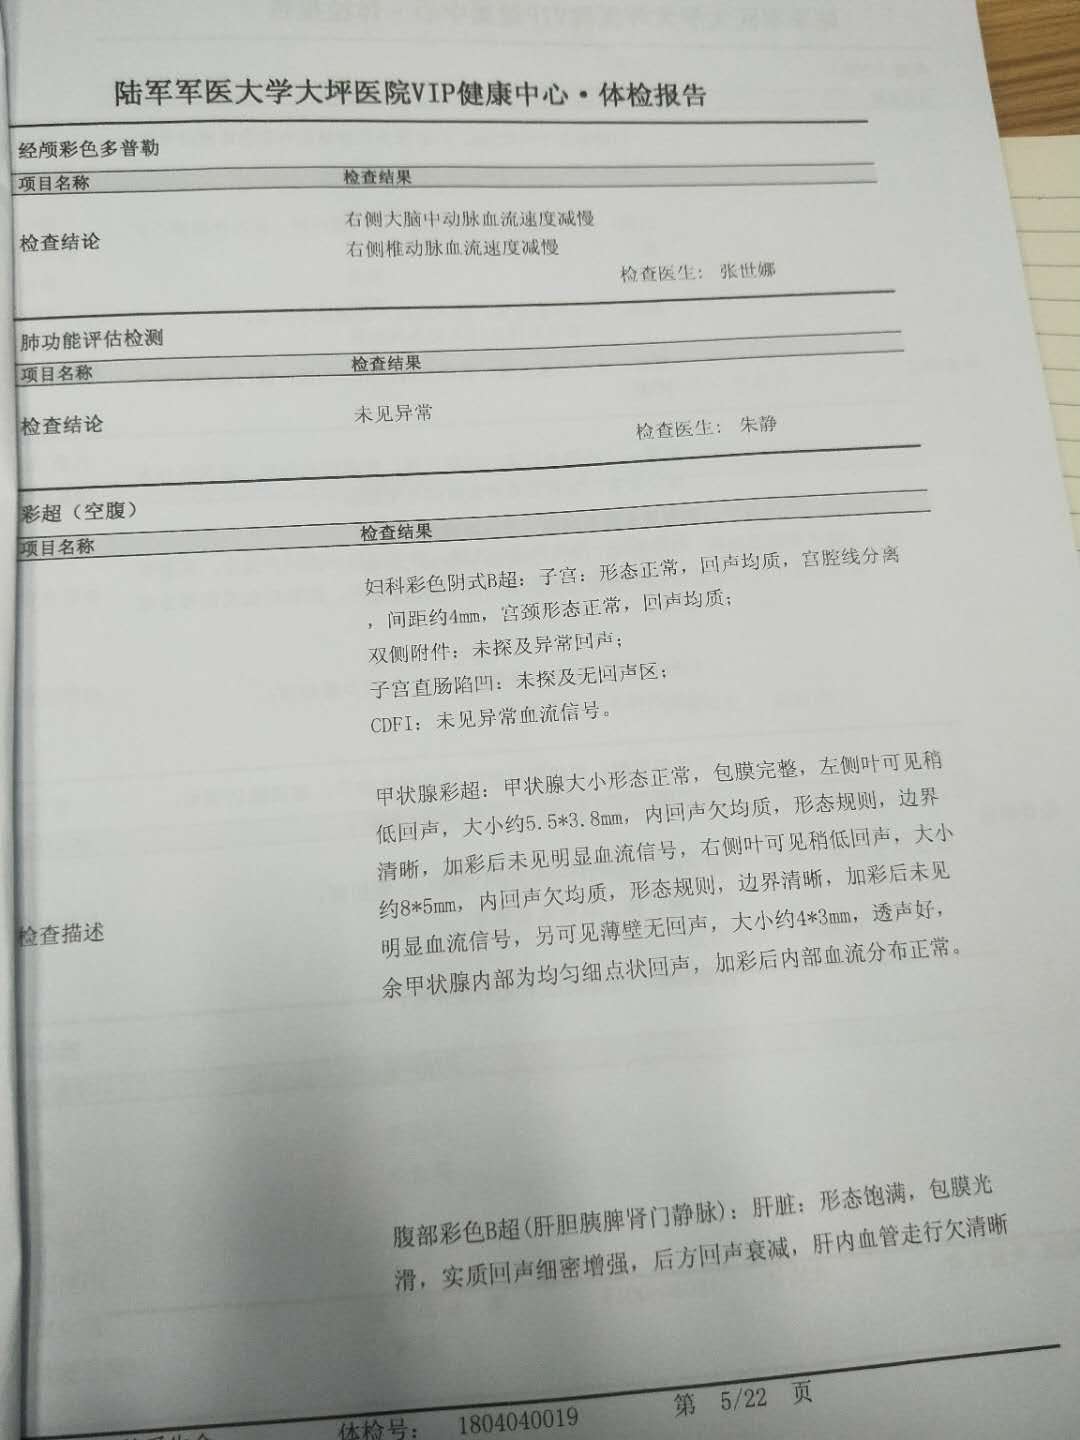 陆军军医大学大坪医院VIP健康中心·体检报告
经颅彩色多普勒
项目名称 检查结果
检查结论
右侧大脑中动脉血流速度减慢
右侧椎动脉血流速度减慢
检查医生: 张世娜
肺功能评估检测
项目名称 检查结果
检查结论 未见异常
检查医生: 朱静
彩超（空腹）
项目名称 检查结果
妇科彩色阴式B超: 子宫: 形态正常, 回声均质, 宫腔线分离
, 间距约4mm, 宫颈形态正常, 回声均质;
双侧附件: 未探及异常回声;
子宫直肠陷凹: 未探及无回声区;
CDFI: 未见异常血流信号。
甲状腺彩超: 甲状腺大小形态正常, 包膜完整, 左侧叶可见稍
低回声, 大小约5.5*3.8mm, 内回声欠均质, 形态规则, 边界
清晰, 加彩后未见明显血流信号, 右侧叶可见稍低回声, 大小
约8*5mm, 内回声欠均质, 形态规则, 边界清晰, 加彩后未见
检查描述
明显血流信号, 另可见薄壁无回声, 大小约4*3mm, 透声好,
余甲状腺内部为均匀细点状回声, 加彩后内部血流分布正常。
腹部彩色B超(肝胆胰脾肾门静脉): 肝脏: 形态饱满, 包膜光
滑, 实质回声细密增强, 后方回声衰减, 肝内血管走行欠清晰
体检号: 1804040019 第 5/22 页